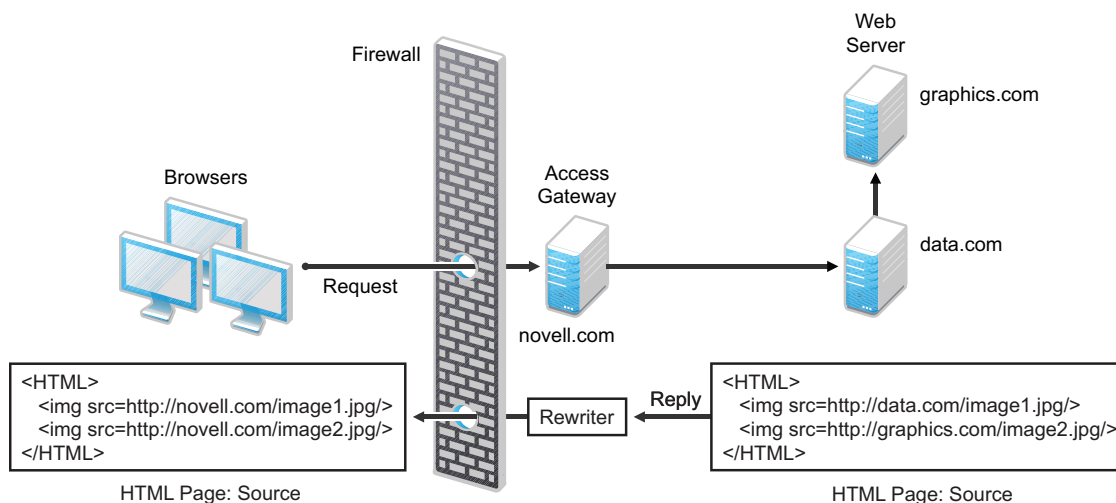 Web
Server
Firewall
graphics.com
Browsers
Access
Gateway
data.com
Request
novell.com
<HTML>
<img src=http://novell.com/image1.jpg/>
<img src=http://novell.com/image2.jpg/>
</HTML>
HTML Page: Source
Rewriter
Reply
<HTML>
<img src=http://data.com/image1.jpg/>
<img src=http://graphics.com/image2.jpg/>
</HTML>
HTML Page: Source